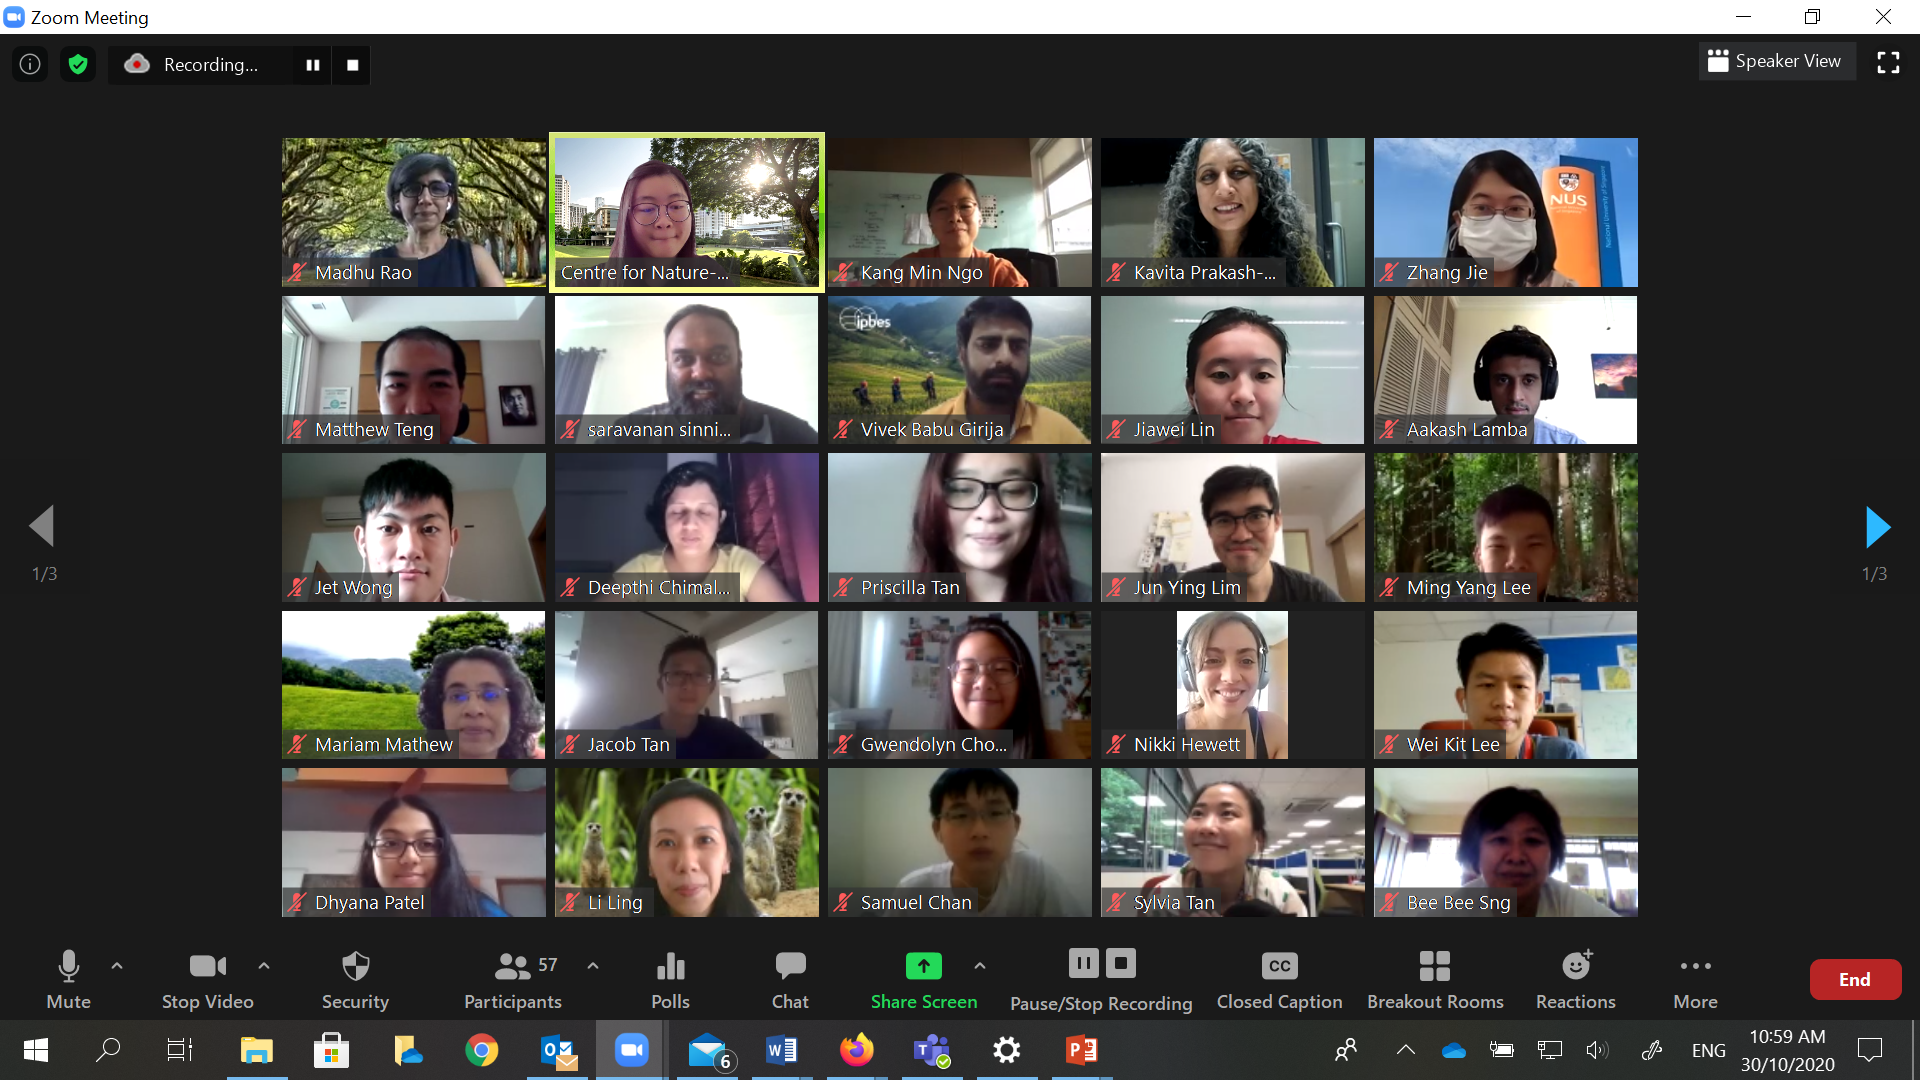 Zoom Meeting
Recording...
Speaker View
Madhu Rao
Centre for Nature-...
Kang Min Ngo
Kavita Prakash-...
NUS
National University of Singapore
Zhang Jie
Matthew Teng
saravanan sinni...
ipbes
Vivek Babu Girija
Jiawei Lin
Aakash Lamba
Jet Wong
Deepthi Chimal...
Priscilla Tan
Jun Ying Lim
Ming Yang Lee
1/3
1/3
Mariam Mathew
Jacob Tan
Gwendolyn Cho...
Nikki Hewett
Wei Kit Lee
Dhyana Patel
Li Ling
Samuel Chan
Sylvia Tan
Bee Bee Sng
Mute
Stop Video
Security
57
Participants
Polls
Chat
Share Screen
Pause/Stop Recording
CC
Closed Caption
Breakout Rooms
Reactions
More
End
6
ENG
10:59 AM
30/10/2020